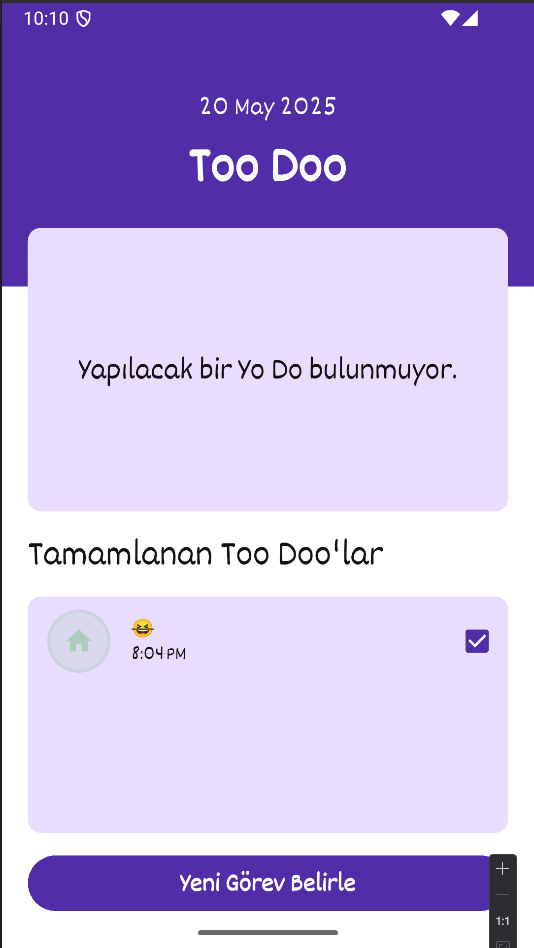 10:10
20 May 2025
Too Doo
Yapılacak bir Yo Do bulunmuyor.
Tamamlanan Too Doo'lar
😆
8:04 PM
Yeni Görev Belirle
1:1